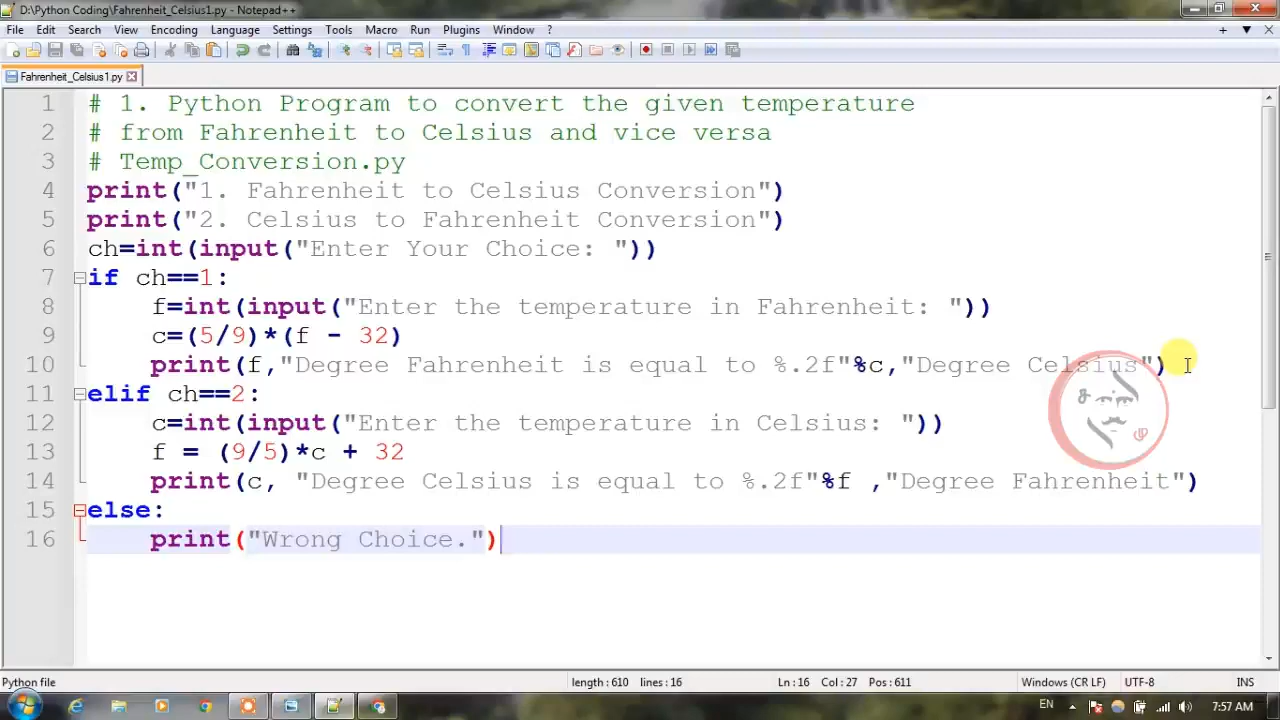 D:\Python Coding\Fahrenheit_Celsius1.py - Notepad++
File Edit Search View Encoding Language Settings Tools Macro Run Plugins Window ?
Fahrenheit_Celsius1.py
1 # 1. Python Program to convert the given temperature
2 # from Fahrenheit to Celsius and vice versa
3 # Temp_Conversion.py
4 print("1. Fahrenheit to Celsius Conversion")
5 print("2. Celsius to Fahrenheit Conversion")
6 ch=int(input("Enter Your Choice: "))
7 if ch==1:
8 f=int(input("Enter the temperature in Fahrenheit: "))
9 c=(5/9)*(f - 32)
10 print(f,"Degree Fahrenheit is equal to %.2f"%c,"Degree Celsius")
11 elif ch==2:
12 c=int(input("Enter the temperature in Celsius: "))
13 f = (9/5)*c + 32
14 print(c, "Degree Celsius is equal to %.2f"%f ,"Degree Fahrenheit")
15 else:
16 print("Wrong Choice.")
Python file length : 610 lines : 16 Ln : 16 Col : 27 Pos : 611 Windows (CR LF) UTF-8 INS
EN 7:57 AM